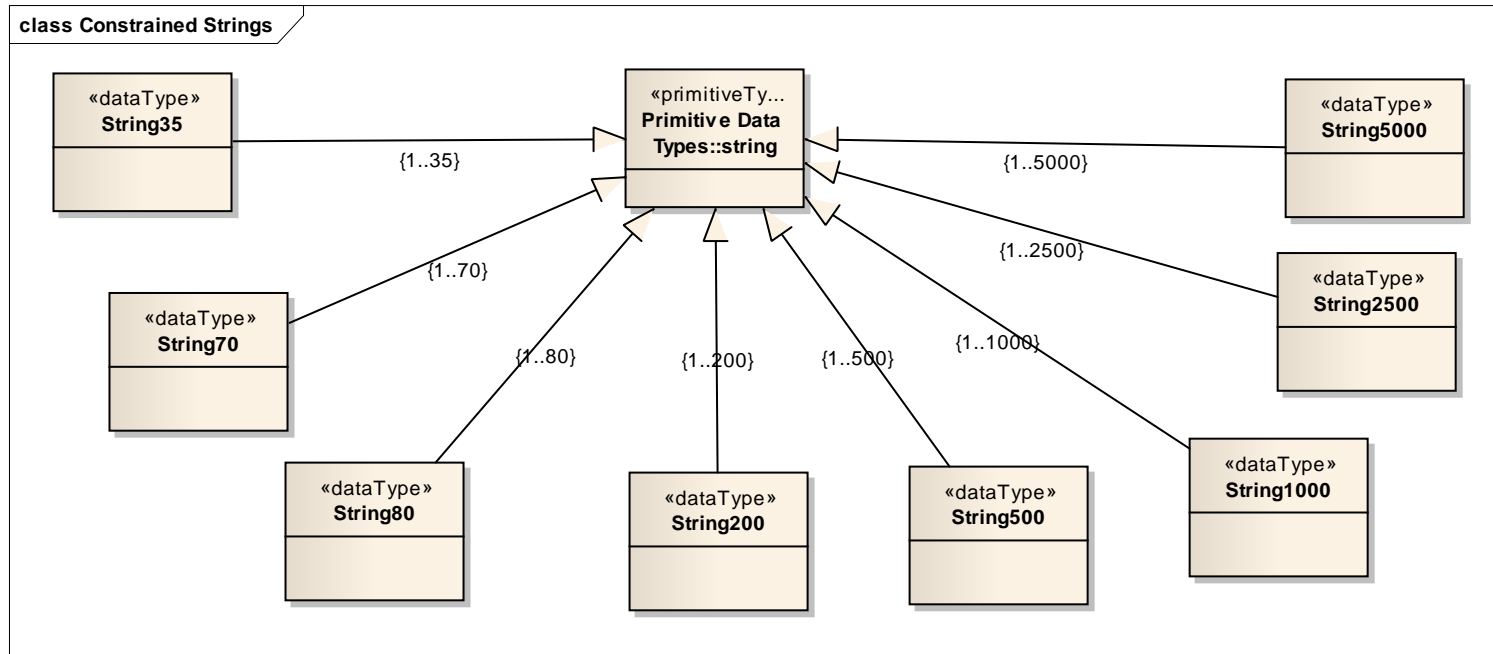 class Constrained Strings
«dataType»
String35
«primitiveTy...
Primitive Data
Types::string
«dataType»
String5000
{1..35}
{1..5000}
{1..70}
{1..2500}
«dataType»
String2500
«dataType»
String70
{1..80}
{1..200}
{1..500}
{1..1000}
«dataType»
String80
«dataType»
String200
«dataType»
String500
«dataType»
String1000